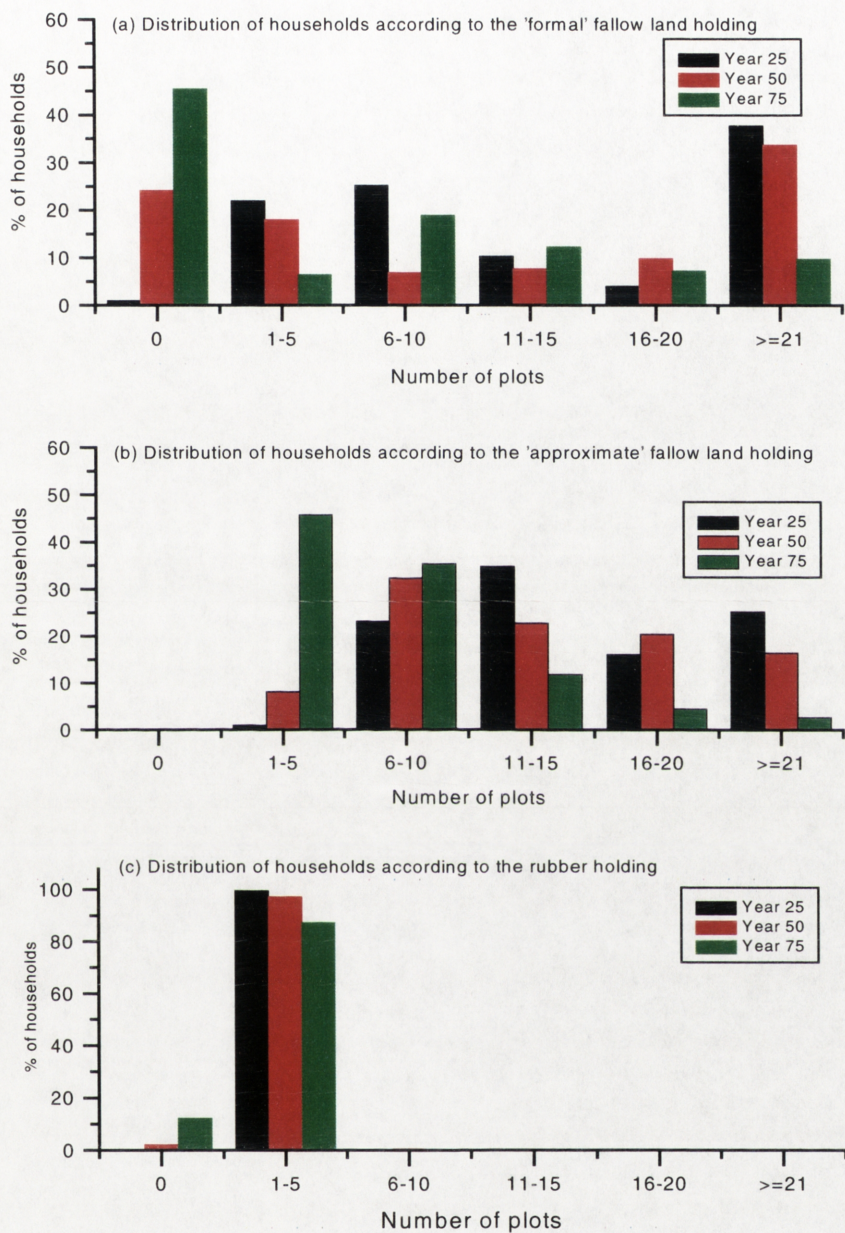 (a) Distribution of households according to the 'formal' fallow land holding
Year 25
Year 50
Year 75
% of households
60
50
40
30
20
10
0
0 1-5 6-10 11-15 16-20 >=21
Number of plots
(b) Distribution of households according to the 'approximate' fallow land holding
Year 25
Year 50
Year 75
% of households
60
50
40
30
20
10
0
0 1-5 6-10 11-15 16-20 >=21
Number of plots
(c) Distribution of households according to the rubber holding
Year 25
Year 50
Year 75
% of households
100
80
60
40
20
0
0 1-5 6-10 11-15 16-20 >=21
Number of plots